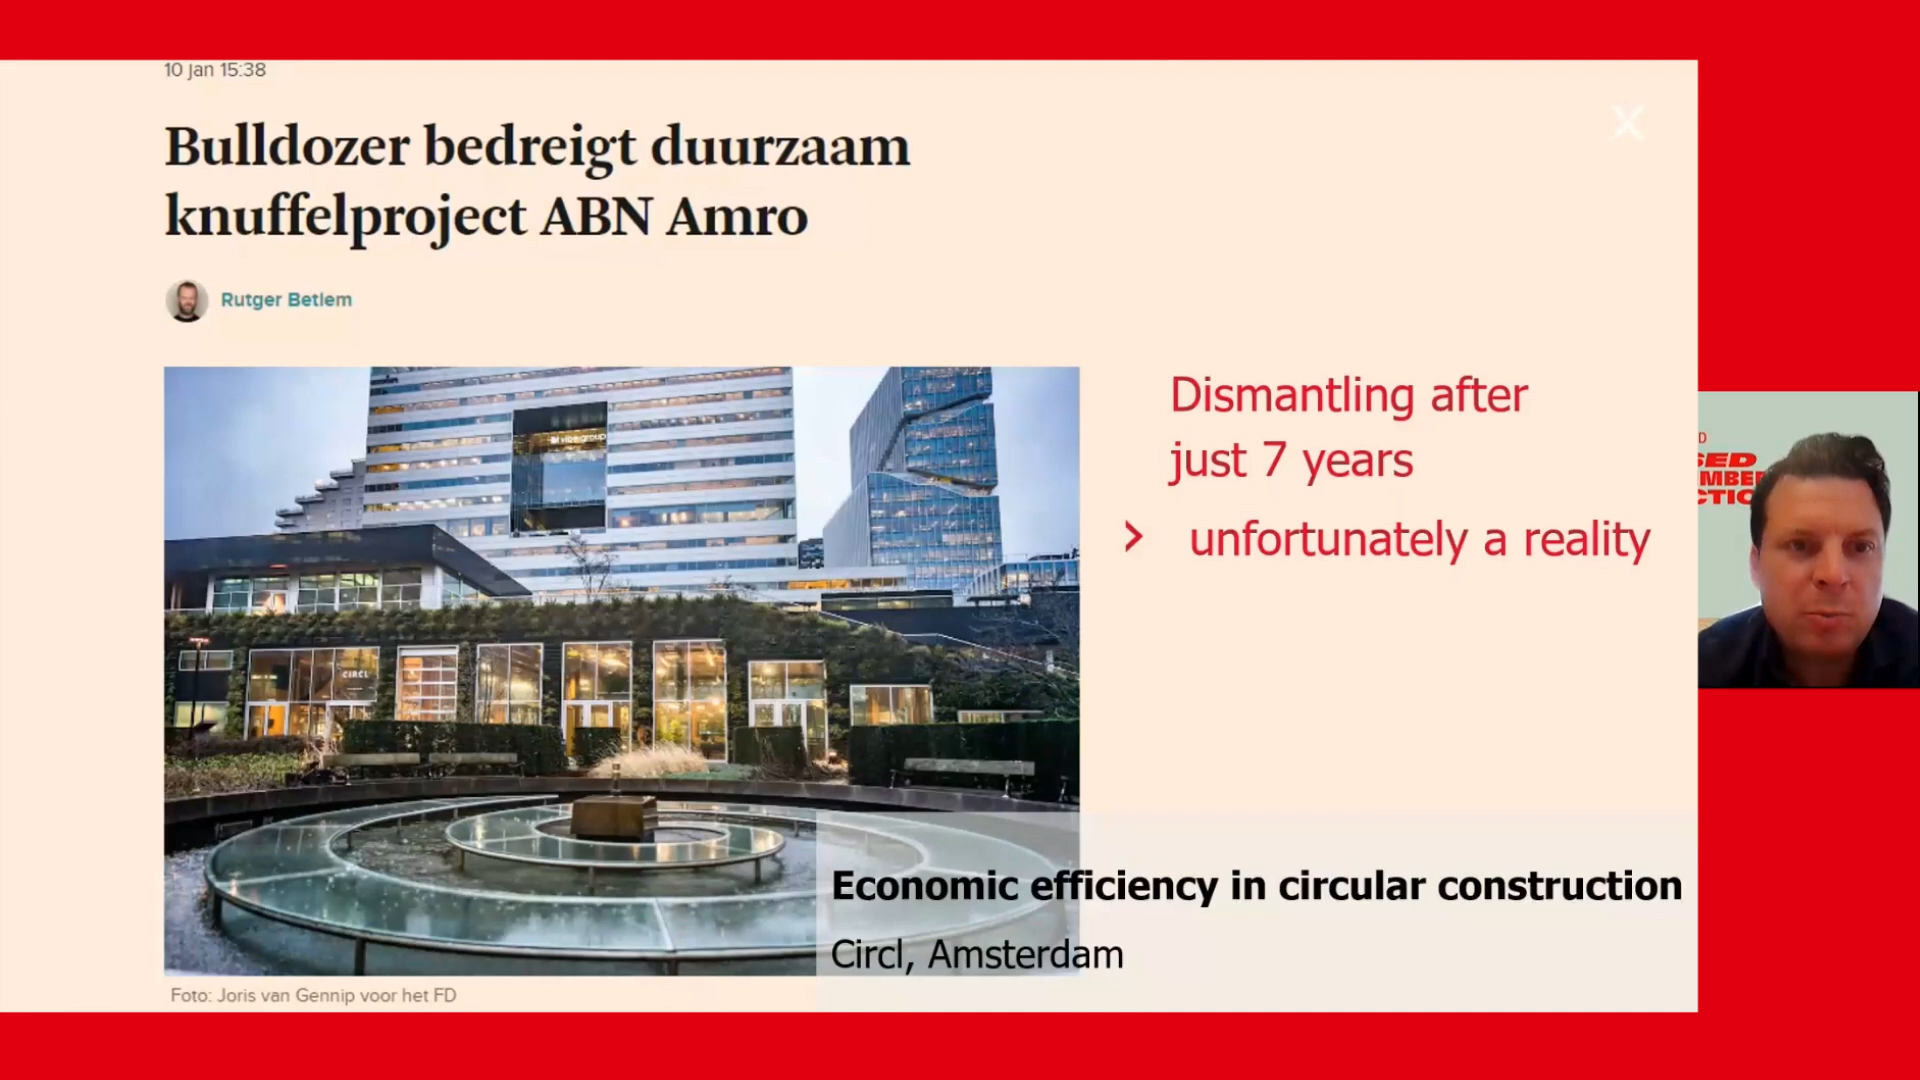 10 jan 15:38
Bulldozer bedreigt duurzaam
knuffelproject ABN Amro
Rutger Betlem
Dismantling after
just 7 years
> unfortunately a reality
CIRCL
Economic efficiency in circular construction
Circl, Amsterdam
Foto: Joris van Gennip voor het FD